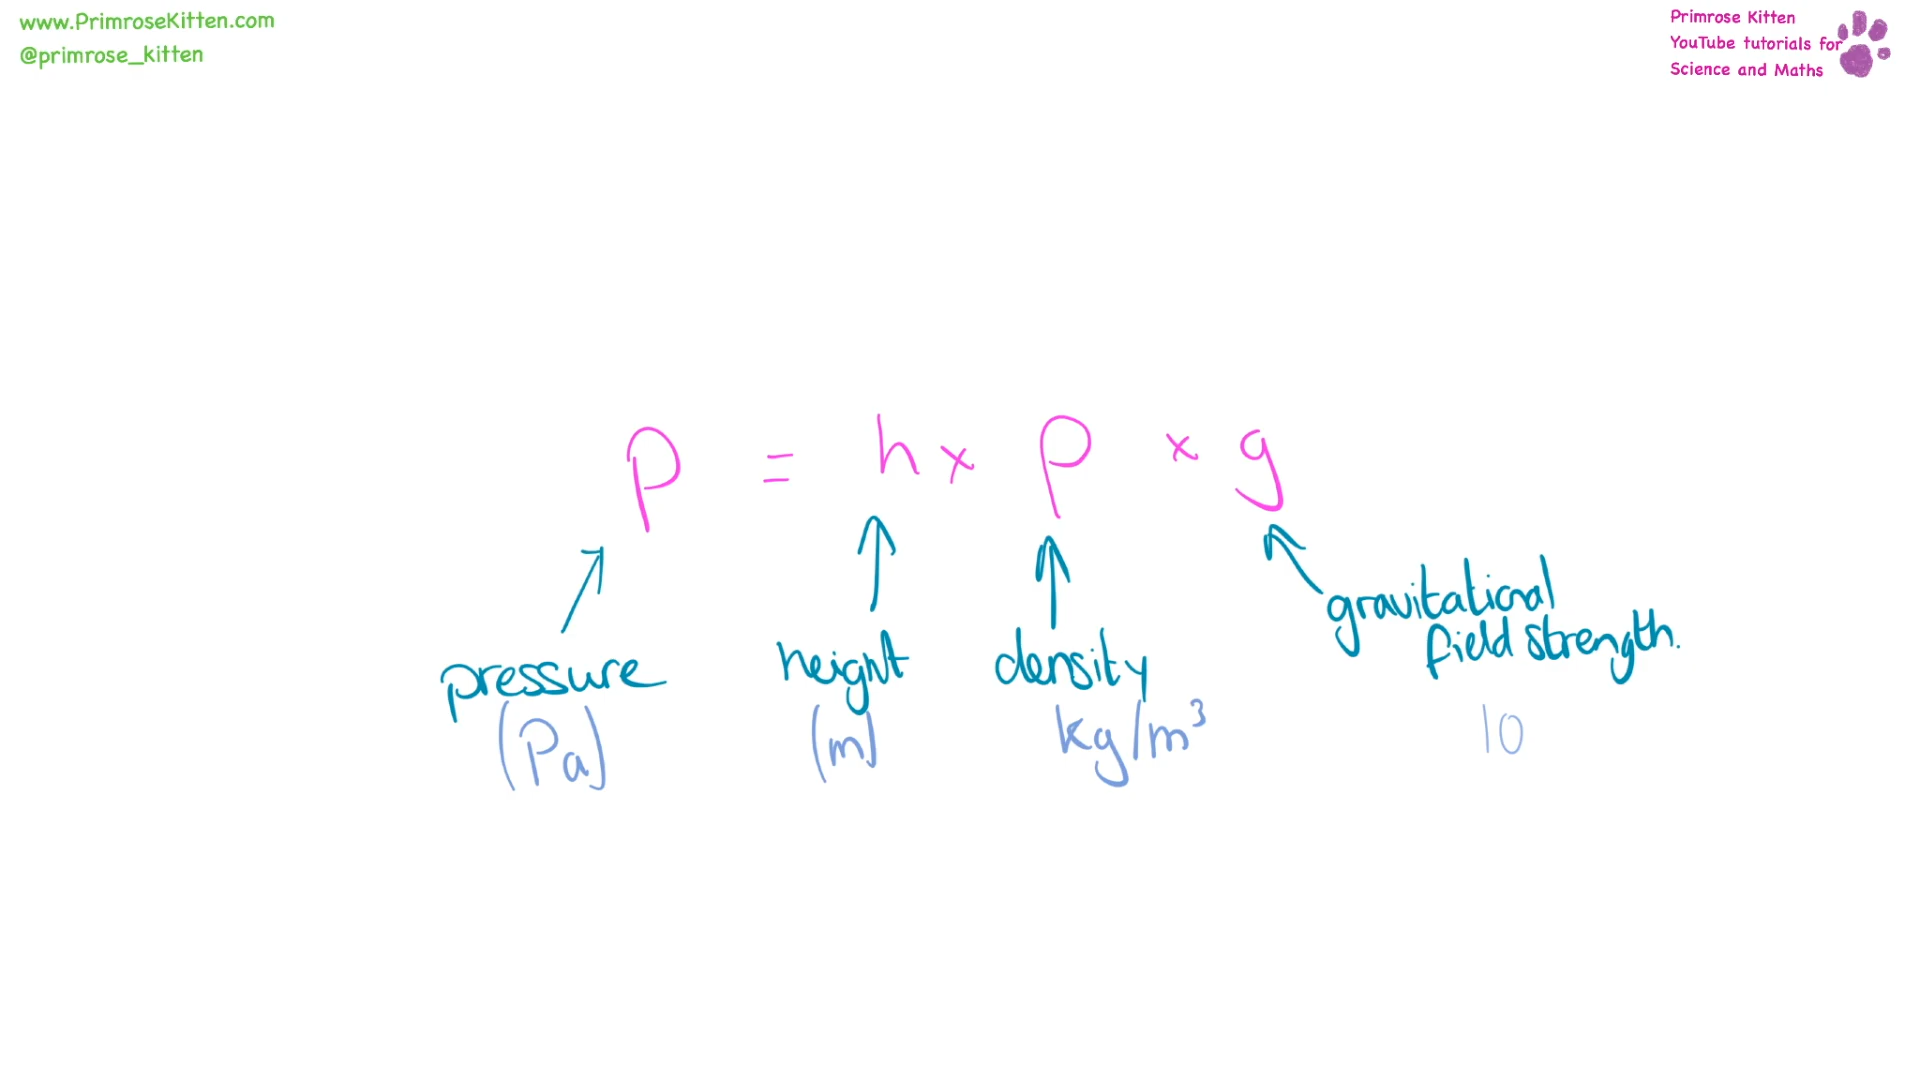 www.PrimroseKitten.com
@primrose_kitten
Primrose Kitten
YouTube tutorials for
Science and Maths
p = h × ρ × g
pressure
(Pa)
height
(m)
density
kg/m³
gravitational
field strength.
10